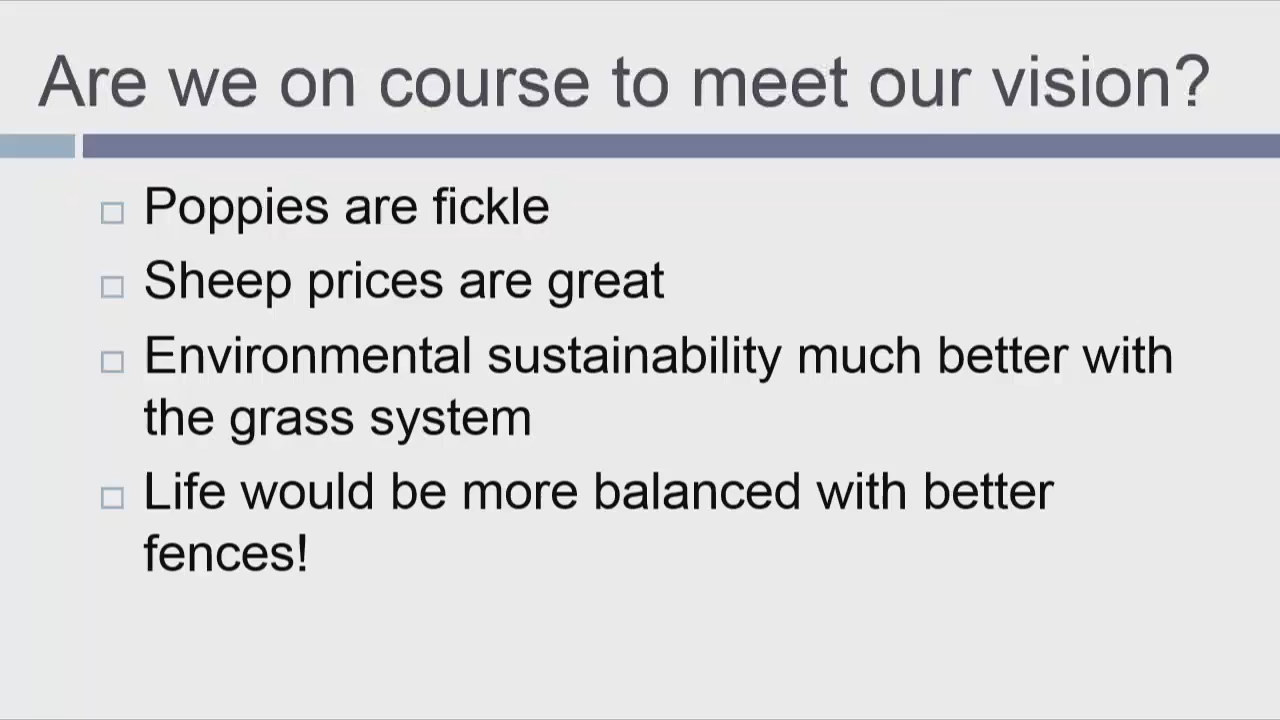 Are we on course to meet our vision?
Poppies are fickle
Sheep prices are great
Environmental sustainability much better with
the grass system
Life would be more balanced with better
fences!